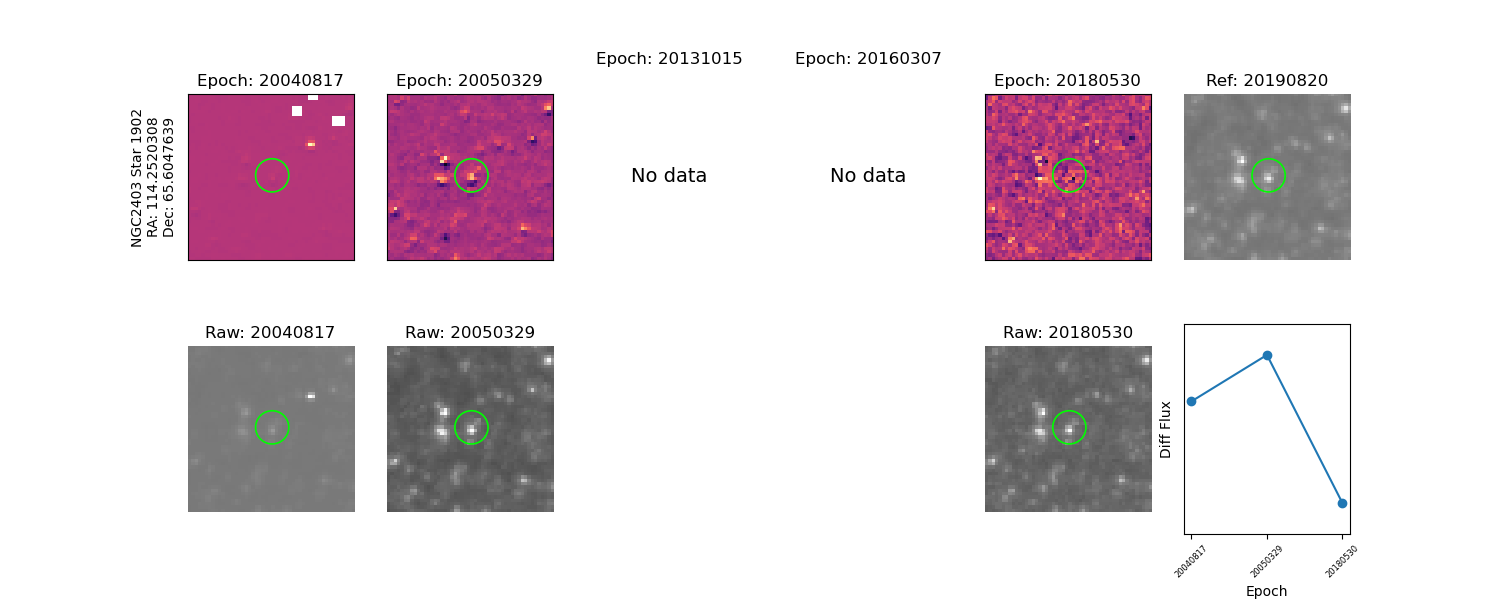 Epoch: 20131015
Epoch: 20160307
Epoch: 20040817
Epoch: 20050329
Epoch: 20180530
Ref: 20190820
NGC2403 Star 1902
RA: 114.2520308
Dec: 65.6047639
No data
No data
Raw: 20040817
Raw: 20050329
Raw: 20180530
Diff Flux
20040817
20050329
20180530
Epoch